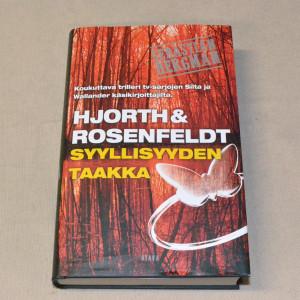 SEBASTIAN
BERGMAN
Koukuttava trilleri tv-sarjojen Silta ja
Wallander käsikirjoittajilta.
HJORTH &
ROSENFELDT
SYYLLISYYDEN
TAAKKA
OTAVA